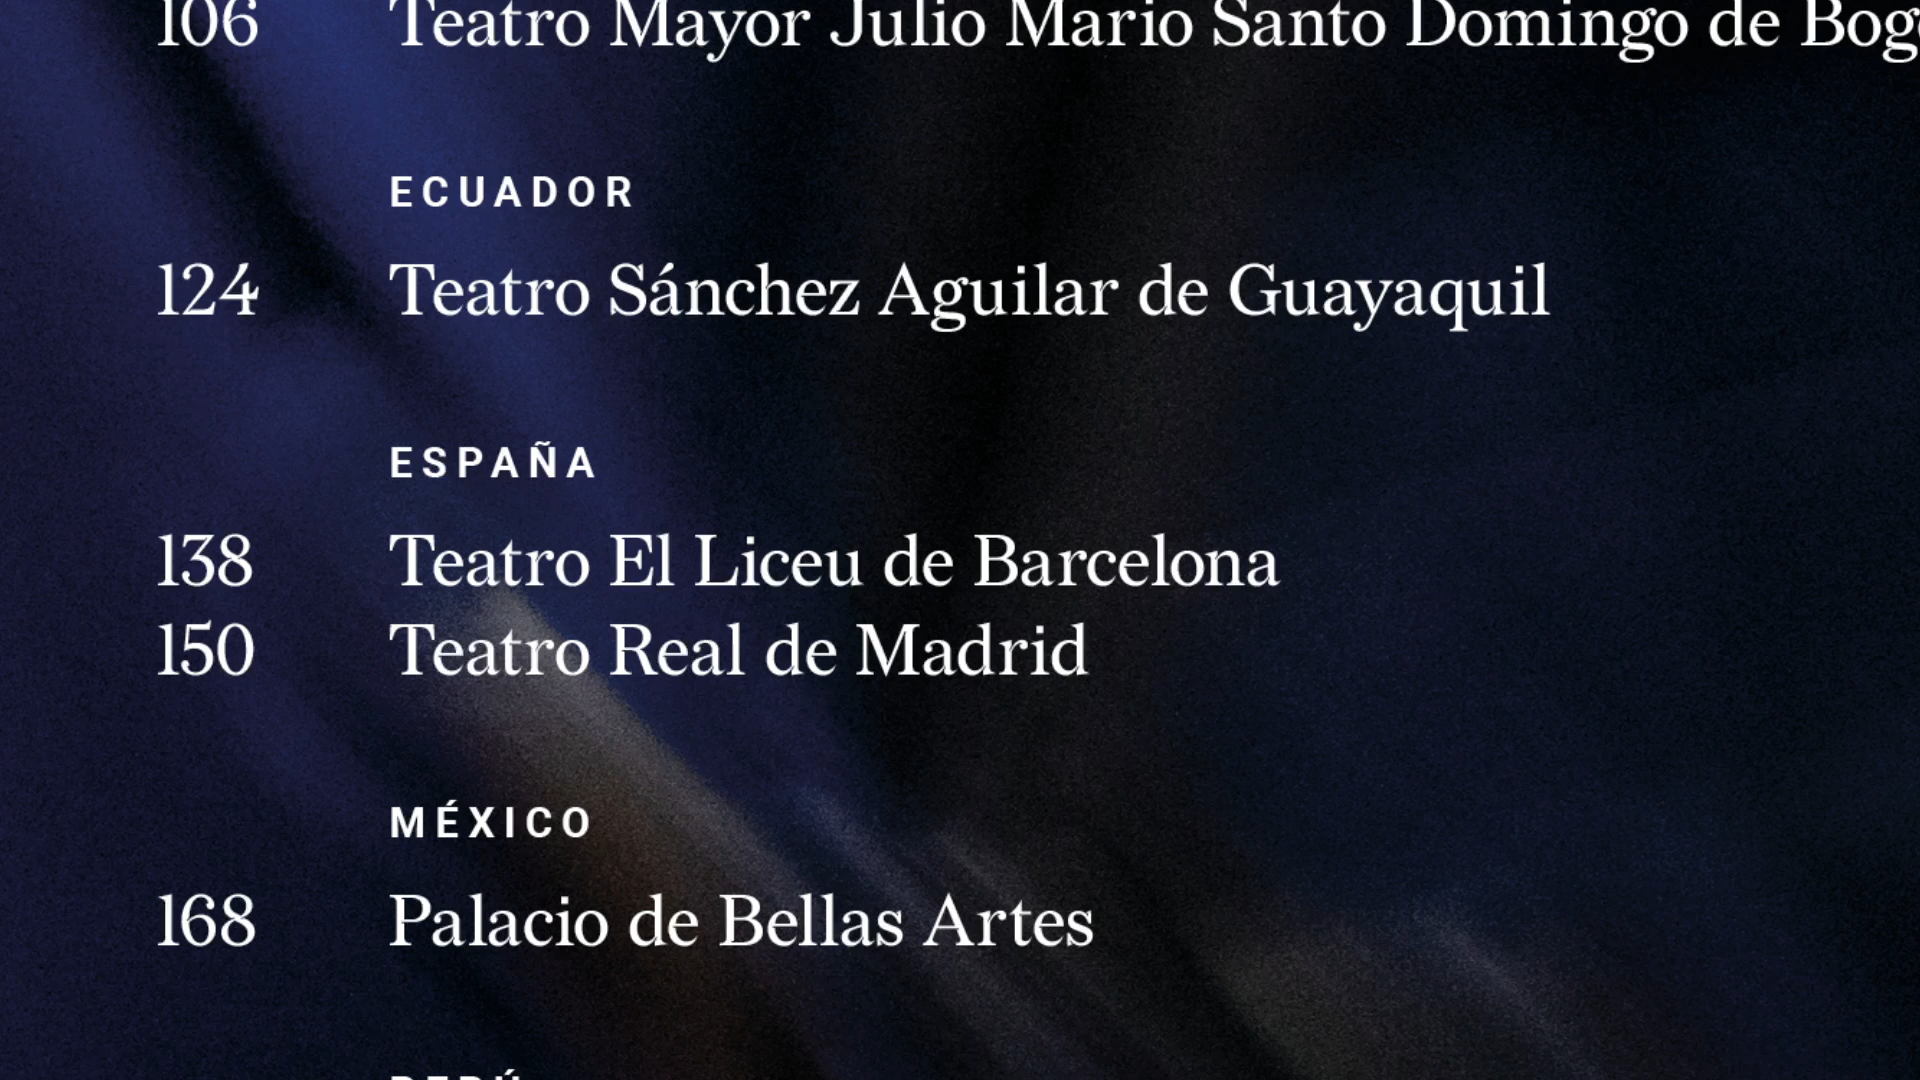 106 Teatro Mayor Julio Mario Santo Domingo de
ECUADOR
124 Teatro Sánchez Aguilar de Guayaquil
ESPAÑA
138 Teatro El Liceu de Barcelona
150 Teatro Real de Madrid
MÉXICO
168 Palacio de Bellas Artes
PERÚ